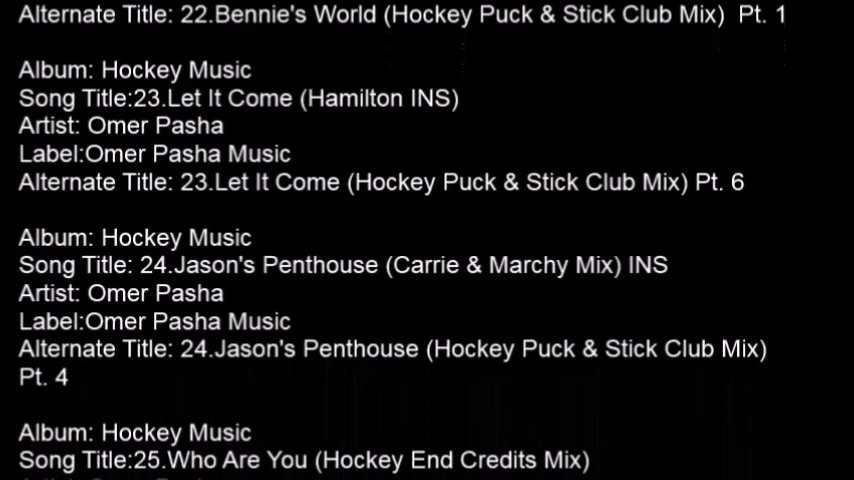 Alternate Title: 22.Bennie's World (Hockey Puck & Stick Club Mix)  Pt. 1
Album: Hockey Music
Song Title:23.Let It Come (Hamilton INS)
Artist: Omer Pasha
Label:Omer Pasha Music
Alternate Title: 23.Let It Come (Hockey Puck & Stick Club Mix) Pt. 6
Album: Hockey Music
Song Title: 24.Jason's Penthouse (Carrie & Marchy Mix) INS
Artist: Omer Pasha
Label:Omer Pasha Music
Alternate Title: 24.Jason's Penthouse (Hockey Puck & Stick Club Mix)
Pt. 4
Album: Hockey Music
Song Title:25.Who Are You (Hockey End Credits Mix)